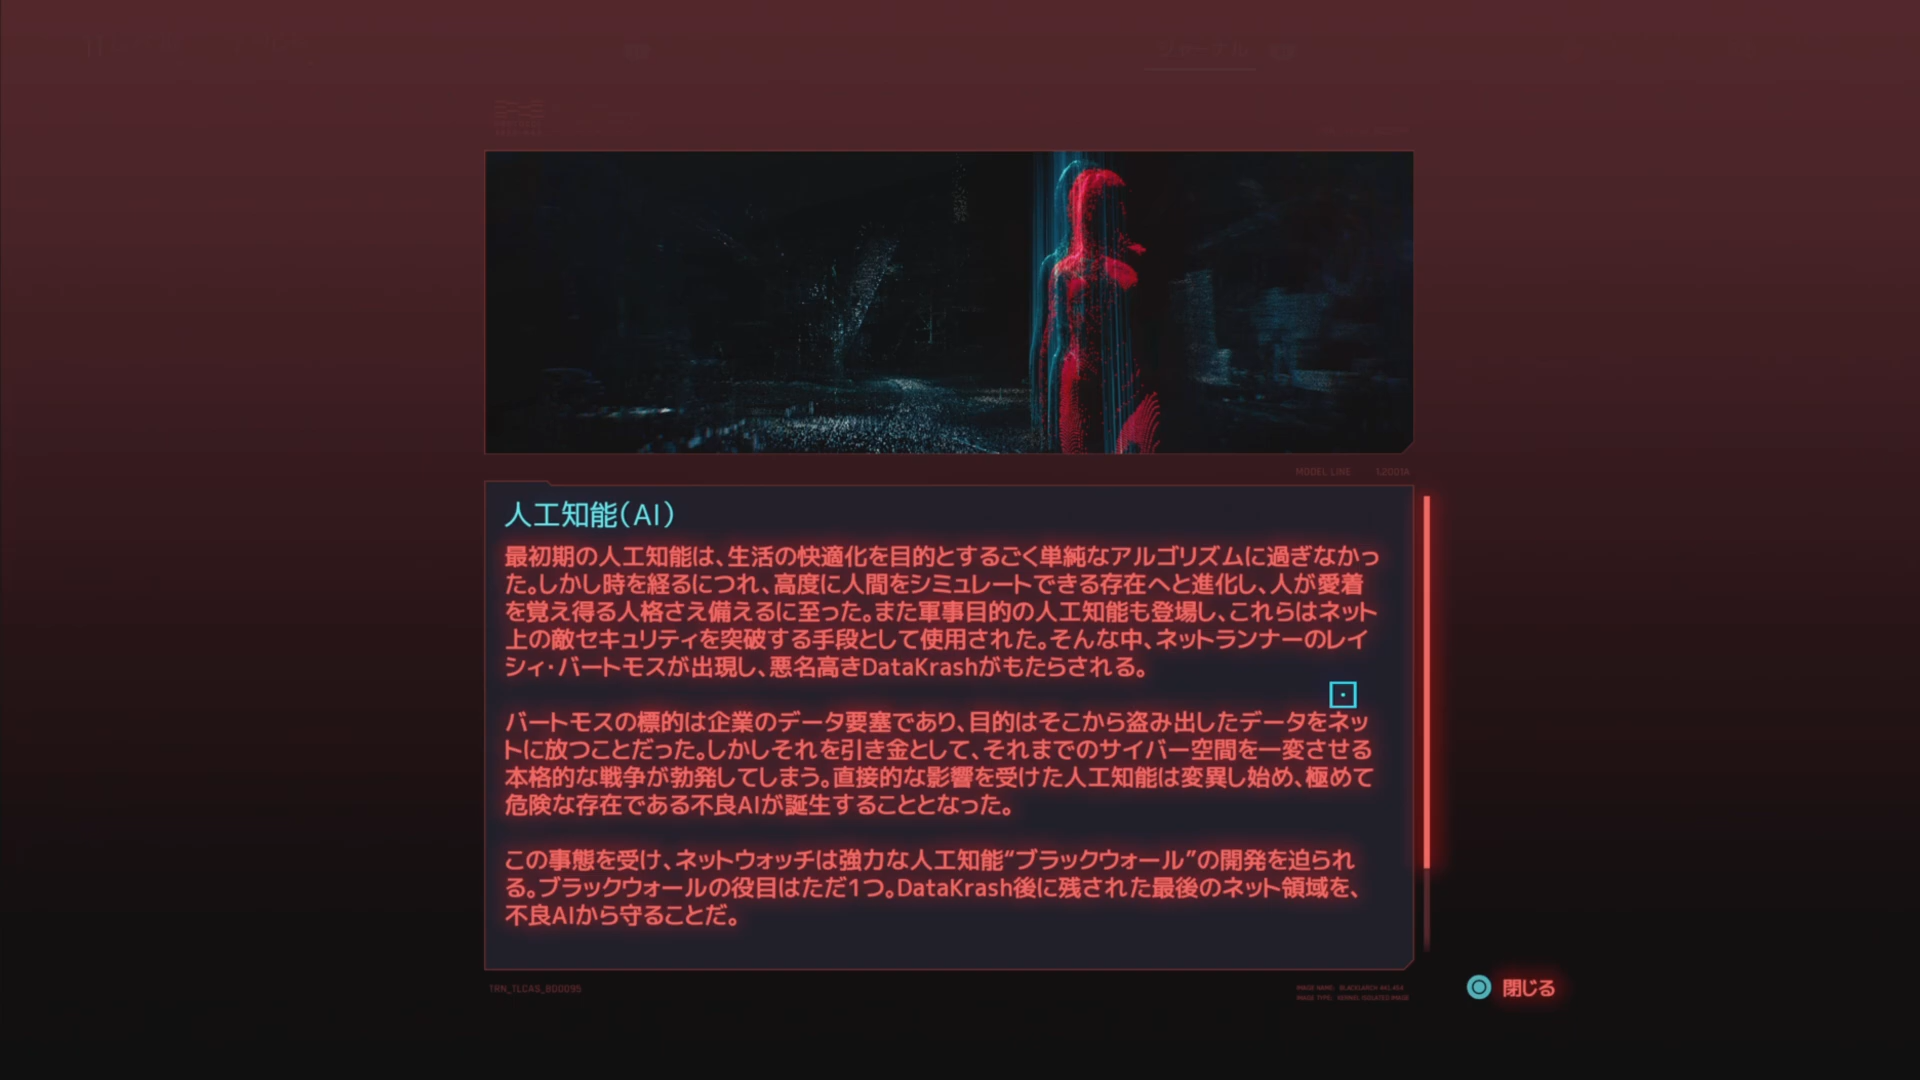 MODEL LINE 1.2001A
人工知能(AI)
最初期の人工知能は、生活の快適化を目的とするごく単純なアルゴリズムに過ぎなかっ
た。しかし時を経るにつれ、高度に人間をシミュレートできる存在へと進化し、人が愛着
を覚え得る人格さえ備えるに至った。また軍事目的の人工知能も登場し、これらはネット
上の敵セキュリティを突破する手段として使用された。そんな中、ネットランナーのレイ
シィ・バートモスが出現し、悪名高きDataKrashがもたらされる。
バートモスの標的は企業のデータ要塞であり、目的はそこから盗み出したデータをネッ
トに放つことだった。しかしそれを引き金として、それまでのサイバー空間を一変させる
本格的な戦争が勃発してしまう。直接的な影響を受けた人工知能は変異し始め、極めて
危険な存在である不良AIが誕生することとなった。
この事態を受け、ネットウォッチは強力な人工知能“ブラックウォール”の開発を迫られ
る。ブラックウォールの役目はただ1つ。DataKrash後に残された最後のネット領域を、
不良AIから守ることだ。
TRN_TLCAS_BD0095
閉じる